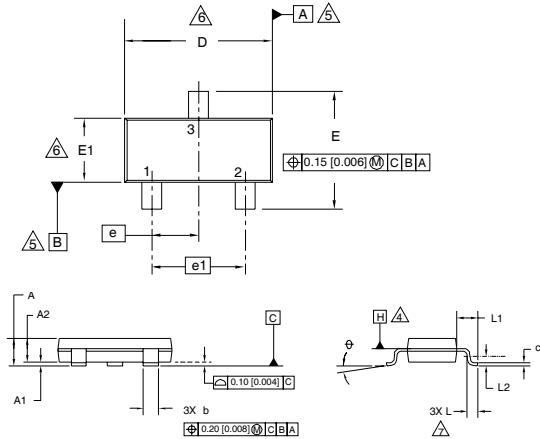 6
D
A 5
3
E
6 E1
⌖ 0.15 [0.006] Ⓜ C B A
1 2
5 B
e
e1
A
A2
A1
C
⌓ 0.10 [0.004] C
3X b
⌖ 0.20 [0.008] Ⓜ C B A
H 4
L1
θ
c
L2
3X L
7